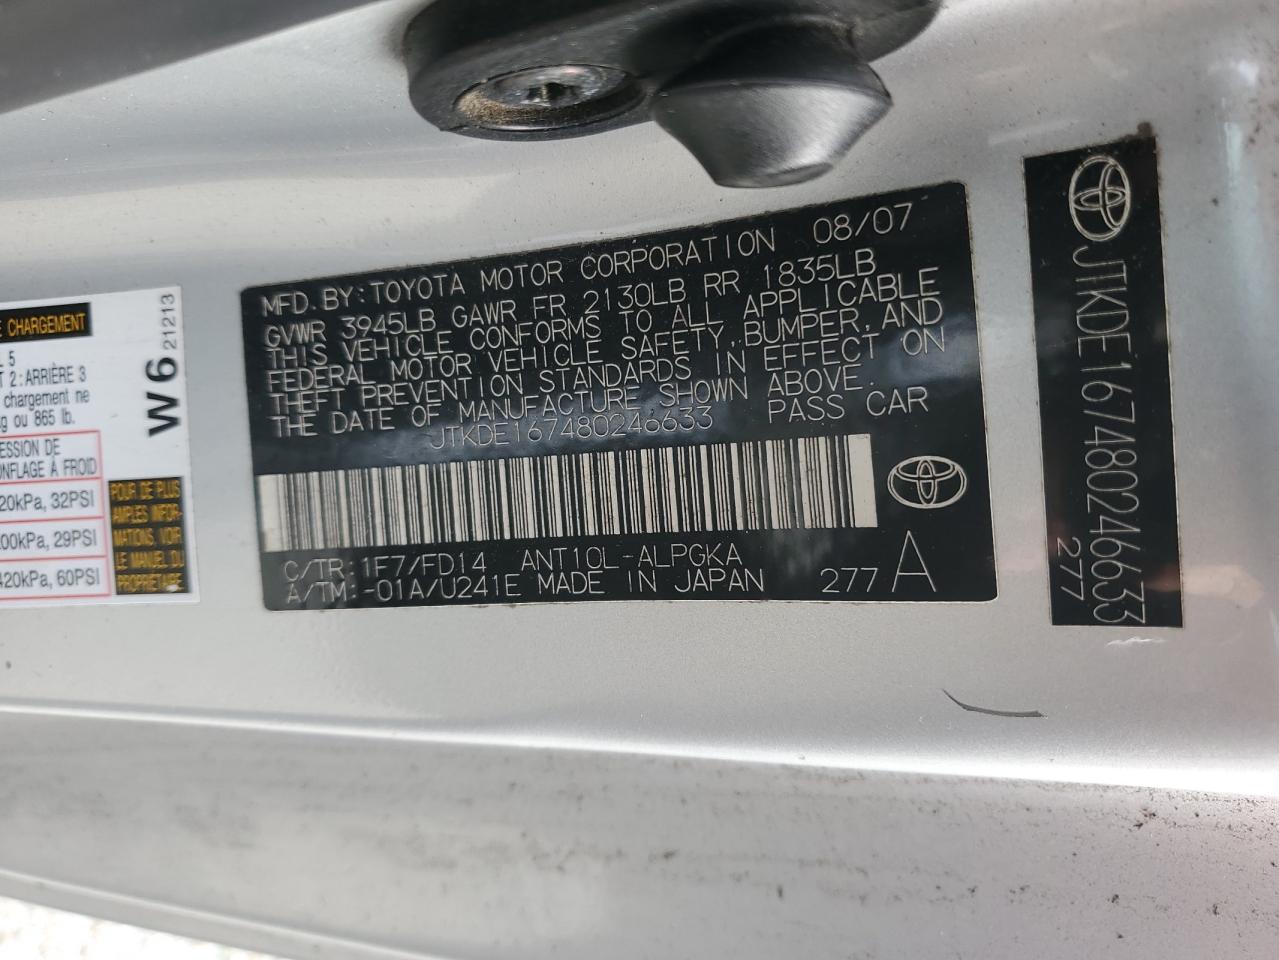 E CHARGEMENT
5
2 : ARRIÈRE 3
chargement ne
g ou 865 lb.
ESSION DE
ONFLAGE À FROID
20kPa, 32PSI
00kPa, 29PSI
420kPa, 60PSI
W6 21213
POUR DE PLUS
AMPLES INFOR-
MATIONS, VOIR
LE MANUEL DU
MFD. BY: TOYOTA MOTOR CORPORATION 08/07
GVWR 3945LB GAWR FR 2130LB RR 1835LB
THIS VEHICLE CONFORMS TO ALL APPLICABLE
FEDERAL MOTOR VEHICLE SAFETY, BUMPER, AND
THEFT PREVENTION STANDARDS IN EFFECT ON
THE DATE OF MANUFACTURE SHOWN ABOVE.
JTKDE167480246633 PASS CAR
C/TR: 1F7/FD14 ANT10L-ALPGKA
A/TM: -01A/U241E MADE IN JAPAN 277 A
JTKDE167480246633
277